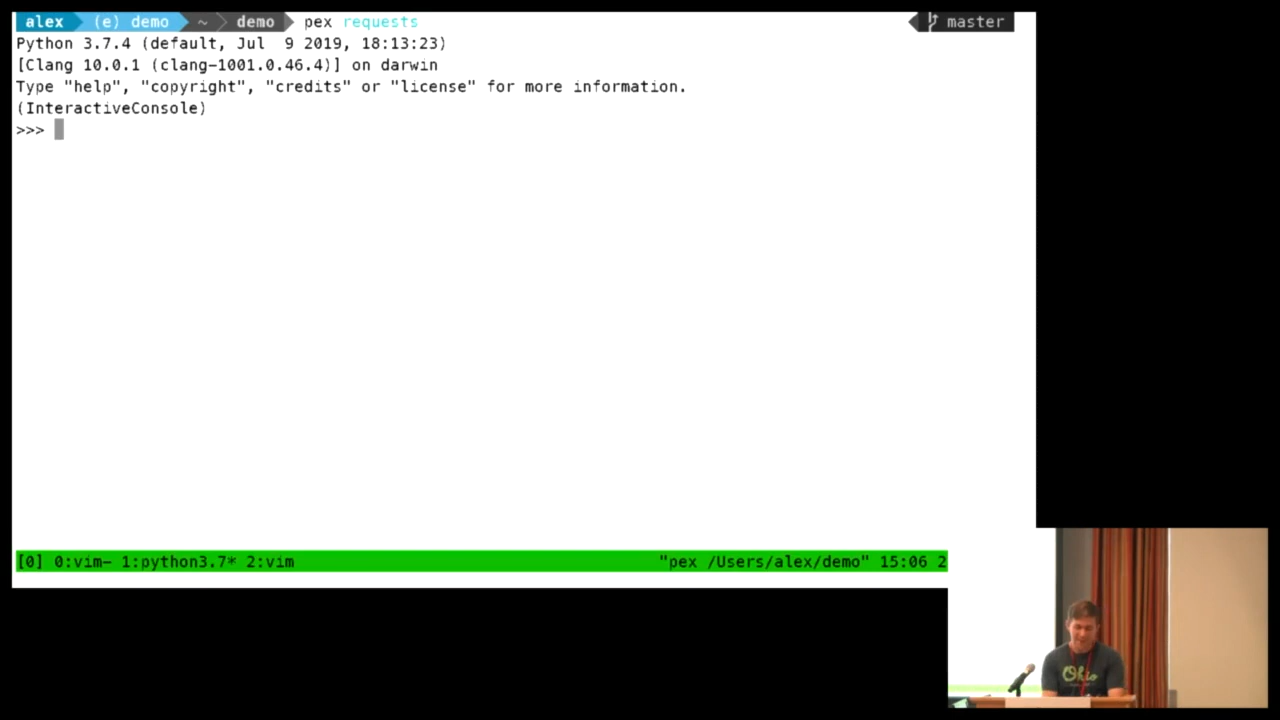 alex (e) demo ~ demo pex requests master
Python 3.7.4 (default, Jul  9 2019, 18:13:23)
[Clang 10.0.1 (clang-1001.0.46.4)] on darwin
Type "help", "copyright", "credits" or "license" for more information.
(InteractiveConsole)
>>>
[0] 0:vim- 1:python3.7* 2:vim "pex /Users/alex/demo" 15:06 2
Ohio